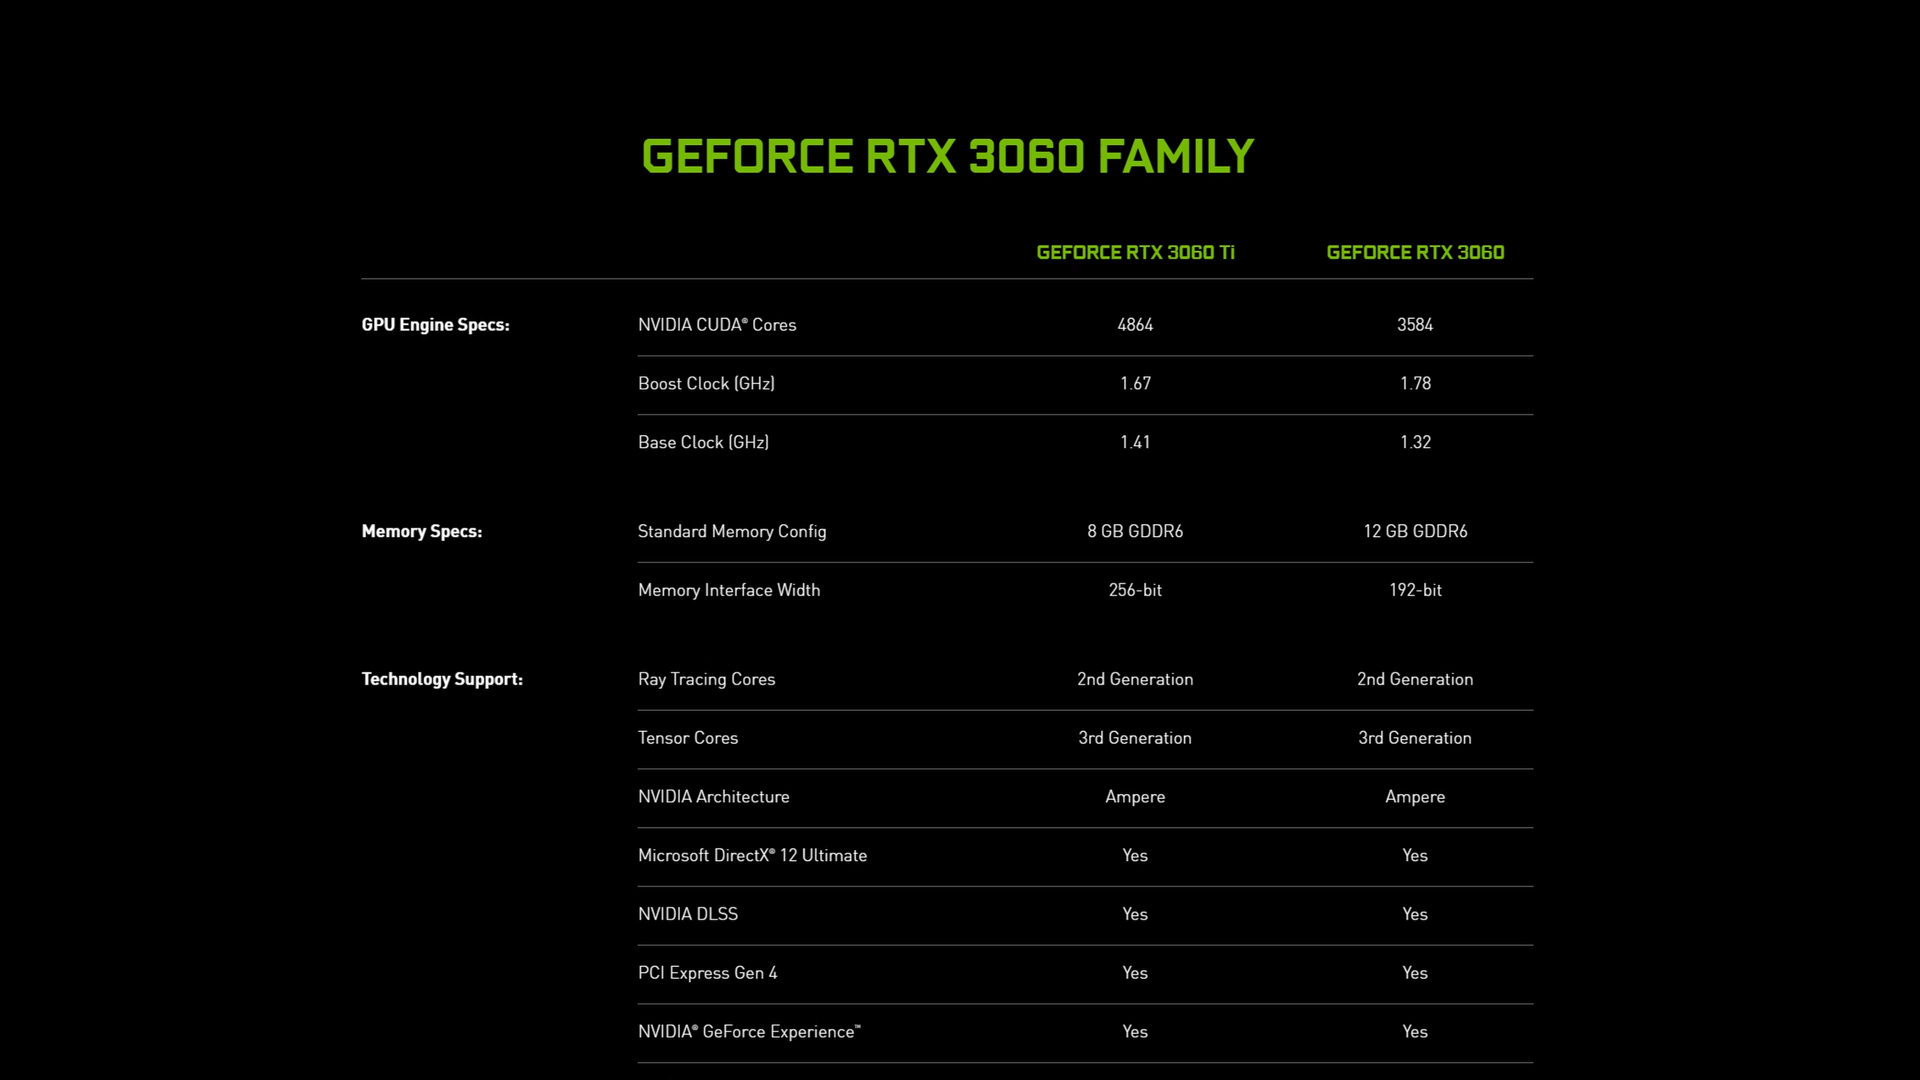 GEFORCE RTX 3060 FAMILY
GEFORCE RTX 3060 Ti GEFORCE RTX 3060
GPU Engine Specs: NVIDIA CUDA® Cores 4864 3584
Boost Clock (GHz) 1.67 1.78
Base Clock (GHz) 1.41 1.32
Memory Specs: Standard Memory Config 8 GB GDDR6 12 GB GDDR6
Memory Interface Width 256-bit 192-bit
Technology Support: Ray Tracing Cores 2nd Generation 2nd Generation
Tensor Cores 3rd Generation 3rd Generation
NVIDIA Architecture Ampere Ampere
Microsoft DirectX® 12 Ultimate Yes Yes
NVIDIA DLSS Yes Yes
PCI Express Gen 4 Yes Yes
NVIDIA® GeForce Experience™ Yes Yes